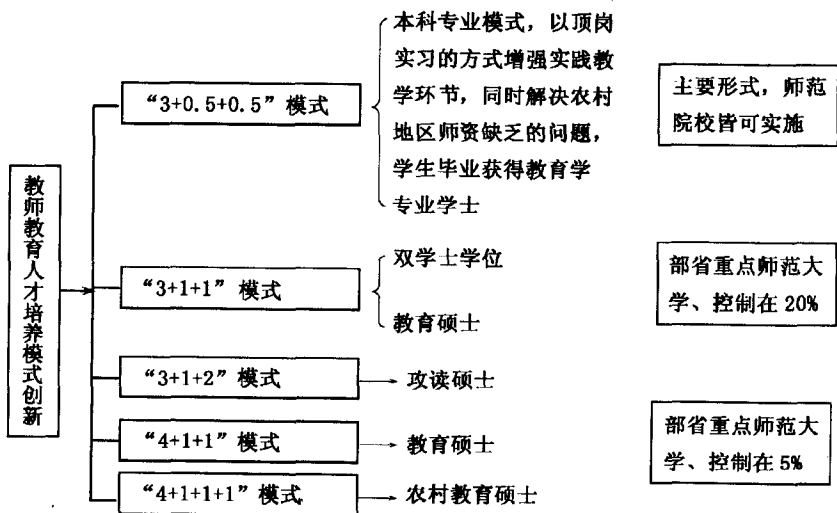 教师教育人才培养模式创新
“3+0.5+0.5”模式
本科专业模式，以顶岗
实习的方式增强实践教
学环节，同时解决农村
地区师资缺乏的问题，
学生毕业获得教育学
专业学士
主要形式，师范
院校皆可实施
“3+1+1”模式
双学士学位
教育硕士
部省重点师范大
学、控制在 20%
“3+1+2”模式
攻读硕士
“4+1+1”模式
教育硕士
“4+1+1+1”模式
农村教育硕士
部省重点师范大
学、控制在 5%